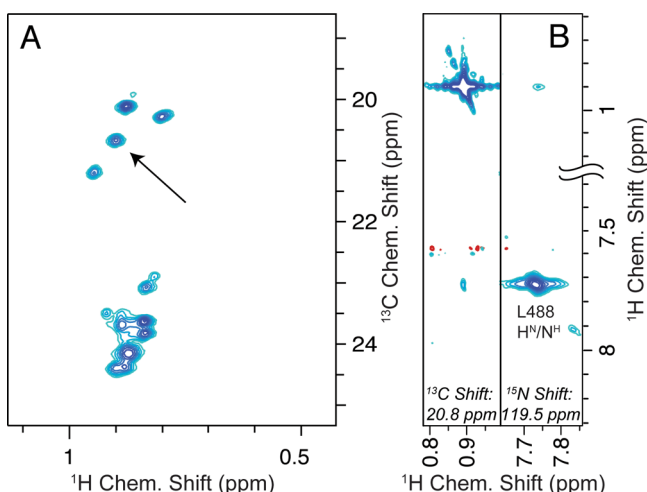 A
B
20
22
24
¹³C Chem. Shift (ppm)
1
0.5
¹H Chem. Shift (ppm)
1
7.5
8
¹H Chem. Shift (ppm)
L488
Hᴺ/Nᴴ
¹³C Shift:
20.8 ppm
¹⁵N Shift:
119.5 ppm
0.8
0.9
7.7
7.8
¹H Chem. Shift (ppm)